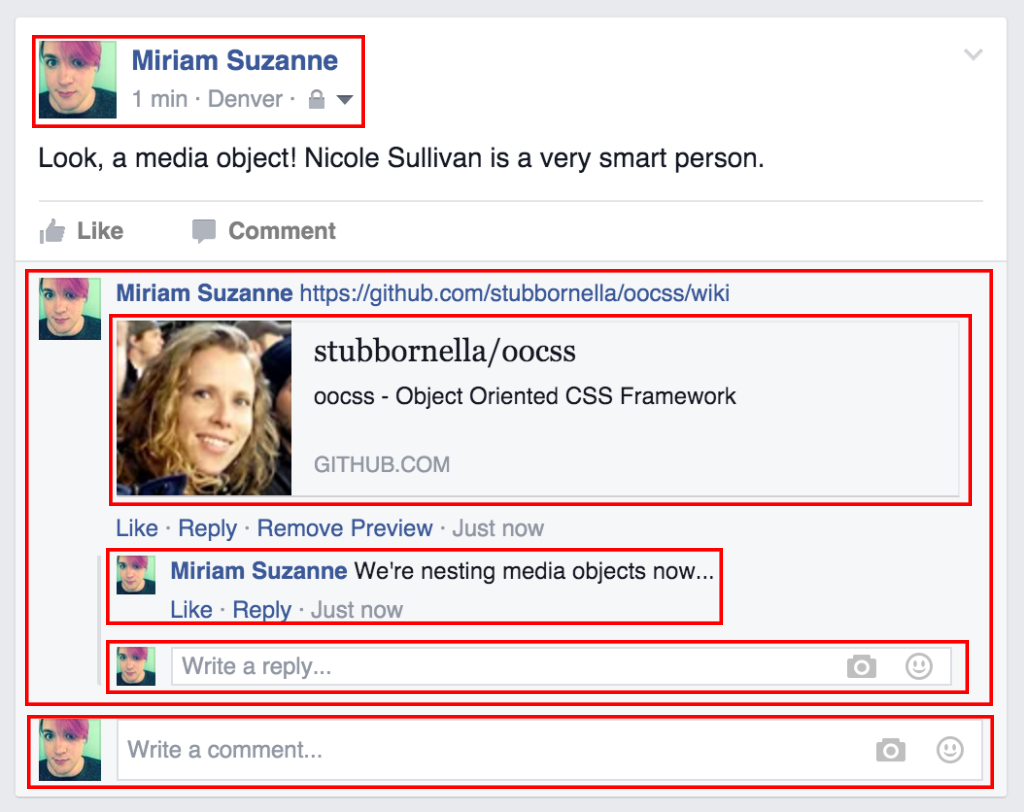 Miriam Suzanne
1 min · Denver ·
Look, a media object! Nicole Sullivan is a very smart person.
Like Comment
Miriam Suzanne https://github.com/stubbornella/oocss/wiki
stubbornella/oocss
oocss - Object Oriented CSS Framework
GITHUB.COM
Like · Reply · Remove Preview · Just now
Miriam Suzanne We're nesting media objects now...
Like · Reply · Just now
Write a reply...
Write a comment...